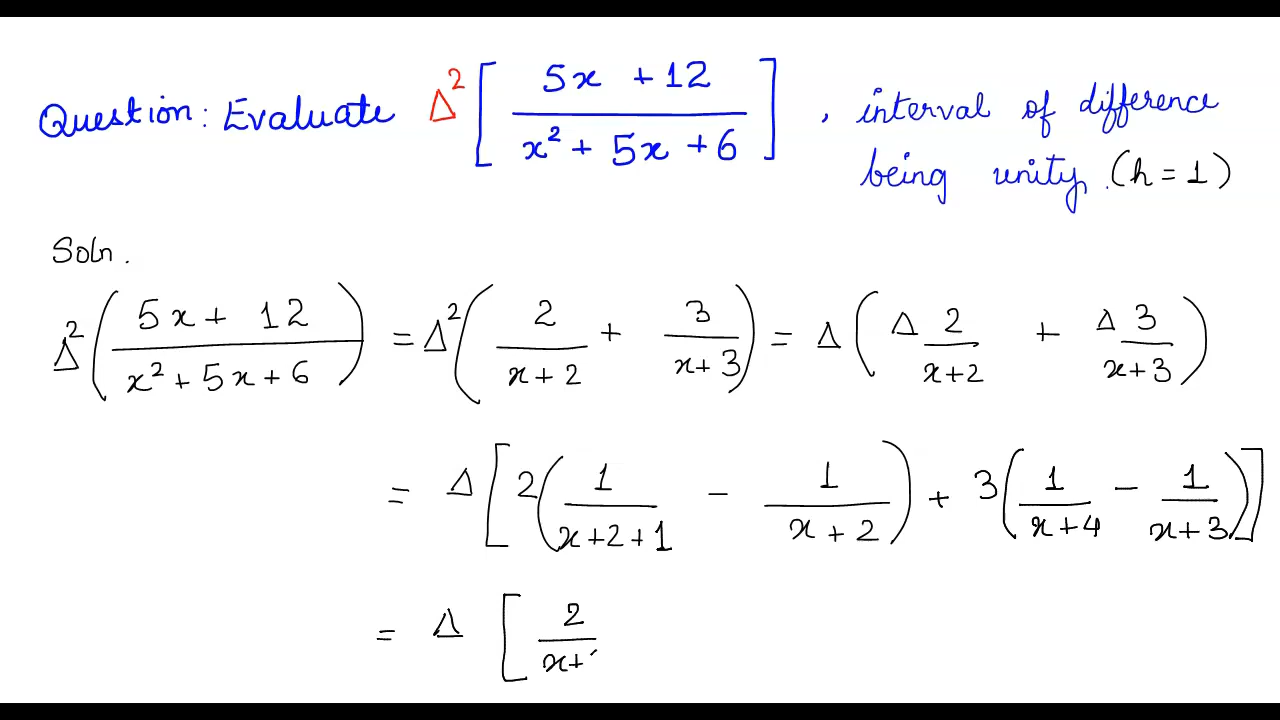 Question: Evaluate Δ² [ (5x + 12) / (x² + 5x + 6) ] , interval of difference
being unity. (h = 1)
Soln.
Δ² ( (5x + 12) / (x² + 5x + 6) ) = Δ² ( 2 / (x + 2) + 3 / (x + 3) ) = Δ ( Δ 2 / (x+2) + Δ 3 / (x+3) )
= Δ [ 2 ( 1 / (x+2+1) − 1 / (x + 2) ) + 3 ( 1 / (x+4) − 1 / (x+3) ) ]
= Δ [ 2 / (x+